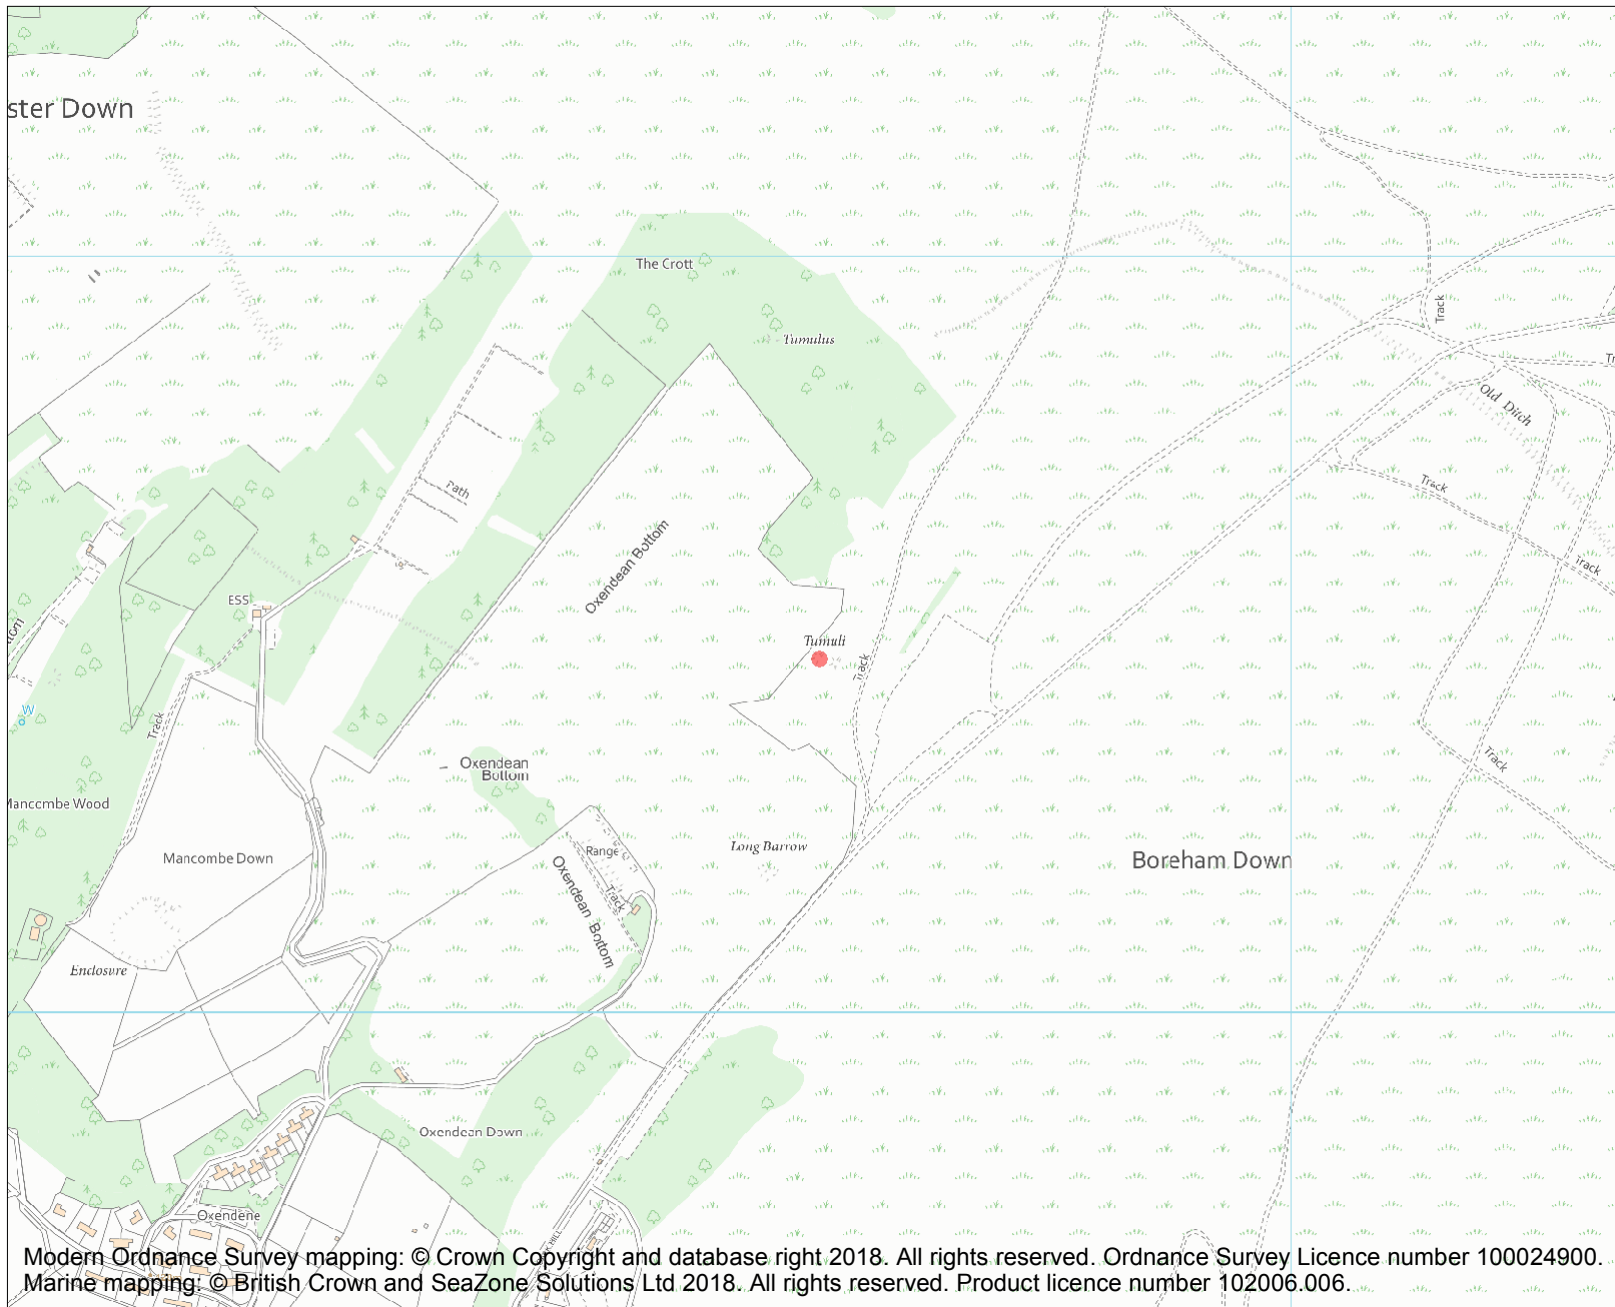 ster Down
The Crott
Tumulus
Track
Old Ditch
Path
Track
Oxendean Bottom
Track
ESS
Tumuli
Track
W
Track
Track
Oxendean
Bottom
Mancombe Wood
Range
Long Barrow
Mancombe Down
Boreham Down
Track
Oxendean Bottom
Enclosure
Oxendean Down
Oxendene
Modern Ordnance Survey mapping: © Crown Copyright and database right 2018. All rights reserved. Ordnance Survey Licence number 100024900.
Marine mapping: © British Crown and SeaZone Solutions Ltd 2018. All rights reserved. Product licence number 102006.006.